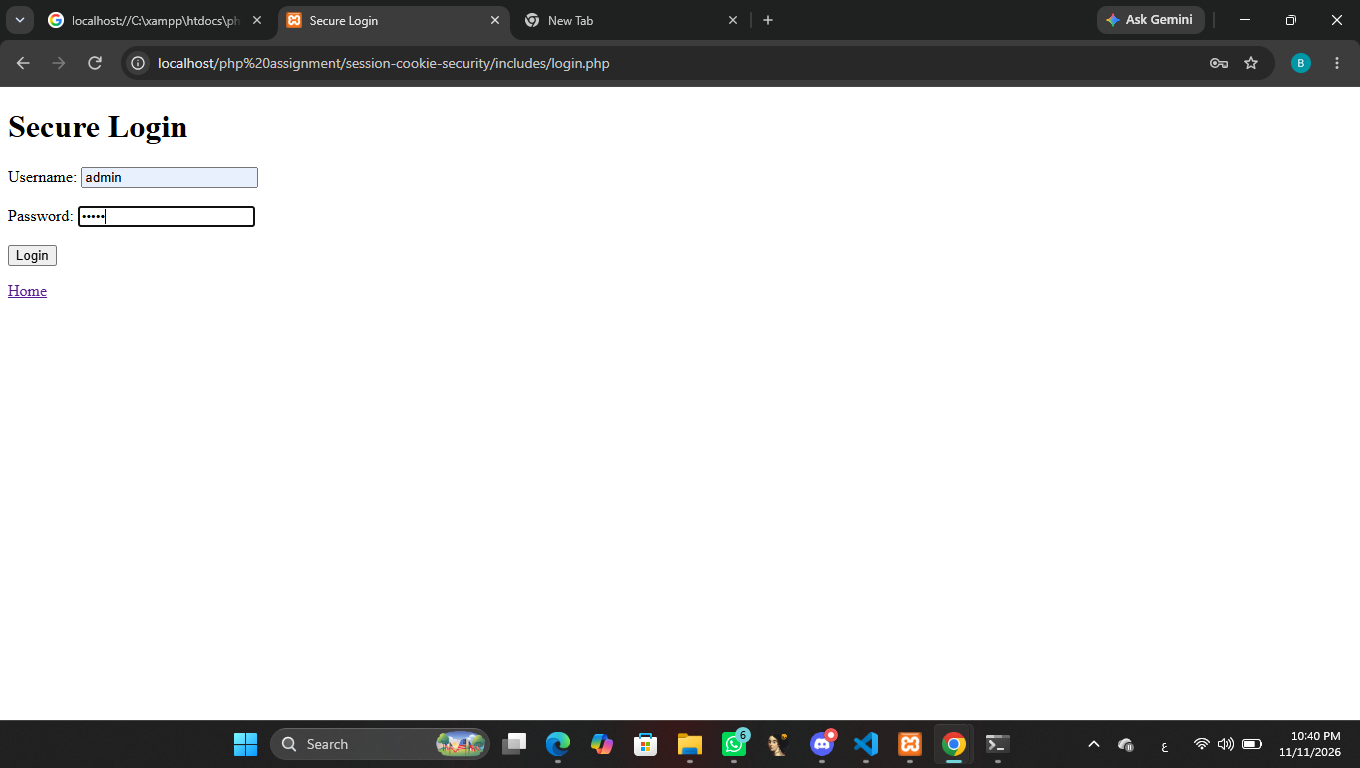 localhost://C:\xampp\htdocs\ph
Secure Login
New Tab
Ask Gemini
localhost/php%20assignment/session-cookie-security/includes/login.php
B
Secure Login
Username: admin
Password: •••••
Login
Home
Search
6
ع
10:40 PM
11/11/2026